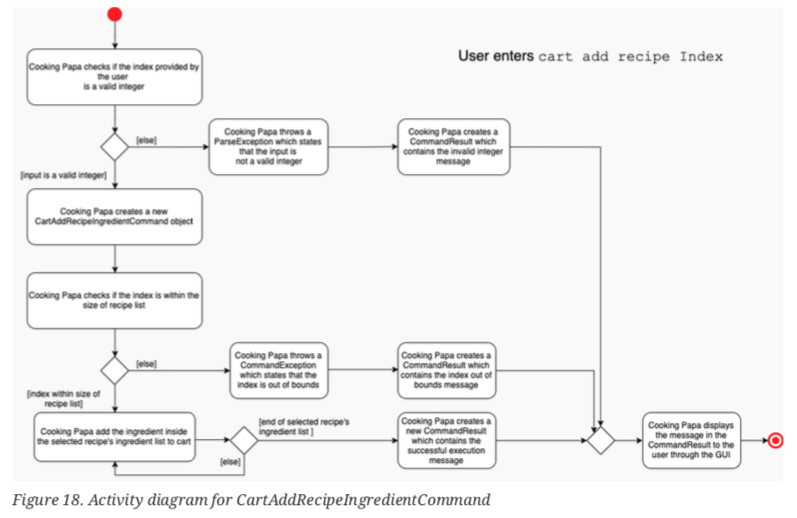 User enters cart add recipe Index
Cooking Papa checks if the index provided by
the user
is a valid integer
[else]
Cooking Papa throws a
ParseException which states
that the input is
not a valid integer
Cooking Papa creates a
CommandResult which
contains the invalid integer
message
[input is a valid integer]
Cooking Papa creates a new
CartAddRecipeIngredientCommand object
Cooking Papa checks if the index is within the
size of recipe list
[else]
Cooking Papa throws a
CommandException
which states that the
index is out of bounds
Cooking Papa creates a
CommandResult which
contains the index out of
bounds message
[index within size of
recipe list]
Cooking Papa add the ingredient inside
the selected recipe's ingredient list to cart
[end of selected recipe's
ingredient list ]
[else]
Cooking Papa creates a
new CommandResult
which contains the
successful execution
message
Cooking Papa displays
the message in the
CommandResult to the
user through the GUI
Figure 18. Activity diagram for CartAddRecipeIngredientCommand